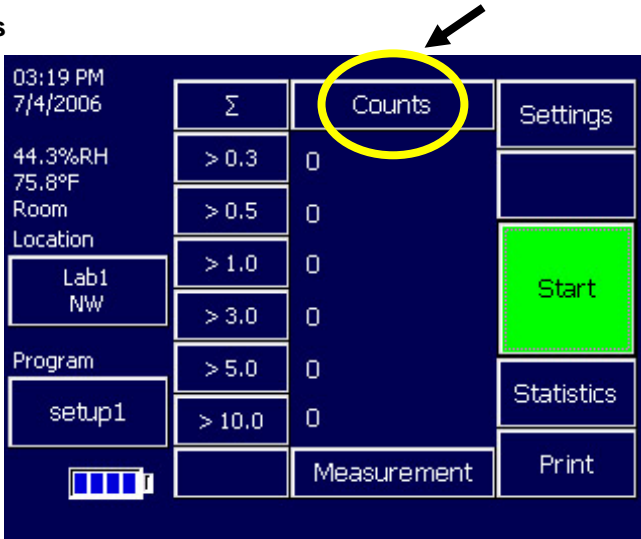 s
03:19 PM
7/4/2006
44.3%RH
75.8°F
Room
Location
Lab1
NW
Program
setup1
Σ
Counts
> 0.3
0
> 0.5
0
> 1.0
0
> 3.0
0
> 5.0
0
> 10.0
0
Measurement
Settings
Start
Statistics
Print